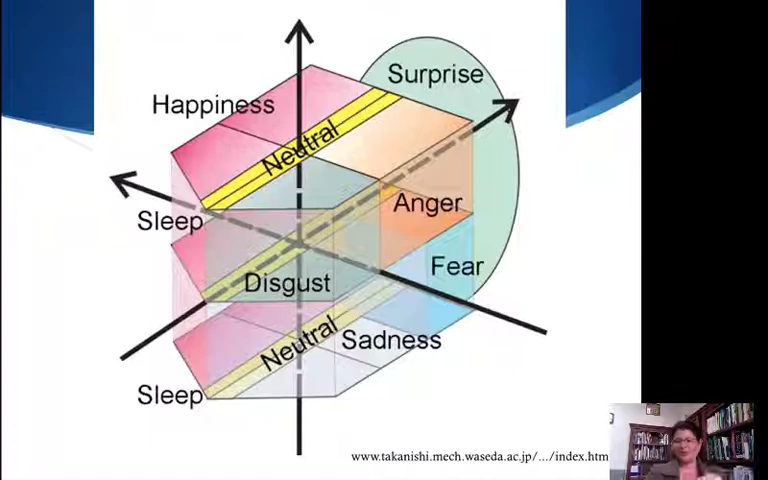 Surprise
Happiness
Neutral
Anger
Sleep
Fear
Disgust
Neutral
Sadness
Sleep
www.takanishi.mech.waseda.ac.jp/.../index.htm